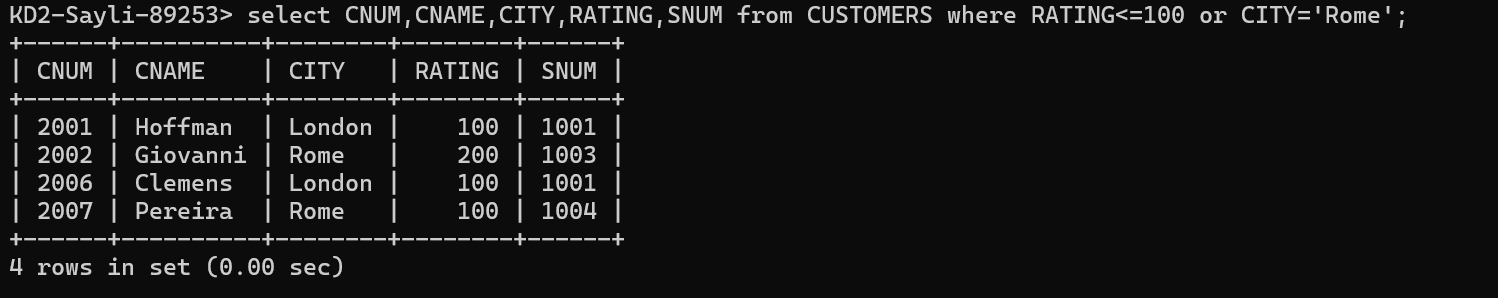 KD2-Sayli-89253> select CNUM,CNAME,CITY,RATING,SNUM from CUSTOMERS where RATING<=100 or CITY='Rome';
+------+----------+--------+--------+------+
| CNUM | CNAME    | CITY   | RATING | SNUM |
+------+----------+--------+--------+------+
| 2001 | Hoffman  | London |    100 | 1001 |
| 2002 | Giovanni | Rome   |    200 | 1003 |
| 2006 | Clemens  | London |    100 | 1001 |
| 2007 | Pereira  | Rome   |    100 | 1004 |
+------+----------+--------+--------+------+
4 rows in set (0.00 sec)